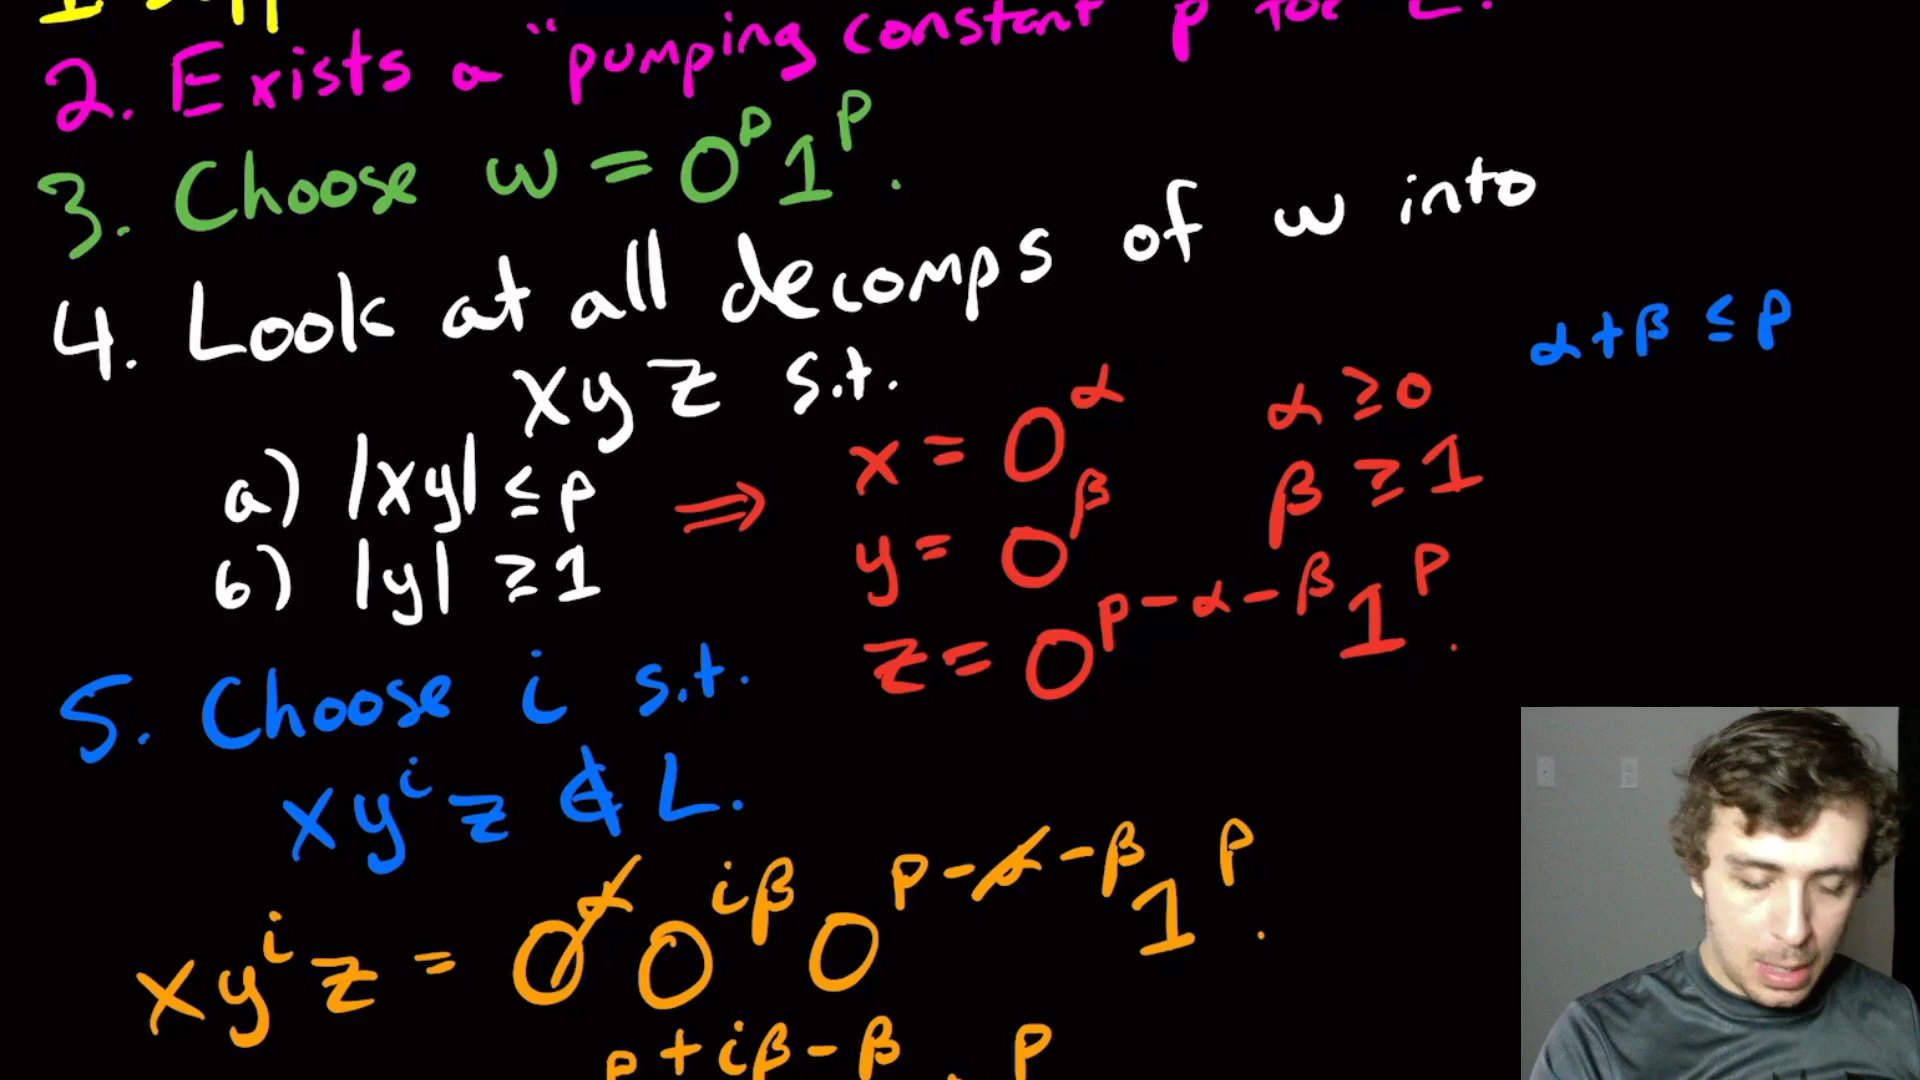 2. Exists a "pumping constant p for L.
3. Choose w = 0^p 1^p.
4. Look at all decomps of w into
xyz s.t.
α + β ≤ p
a) |xy| ≤ p ⇒ x = 0^α α ≥ 0
b) |y| ≥ 1 y = 0^β β ≥ 1
z = 0^{p-α-β} 1^p.
5. Choose i s.t.
xy^i z ∉ L.
xy^i z = 0^α 0^{iβ} 0^{p-α-β} 1^p.
p + iβ - β p